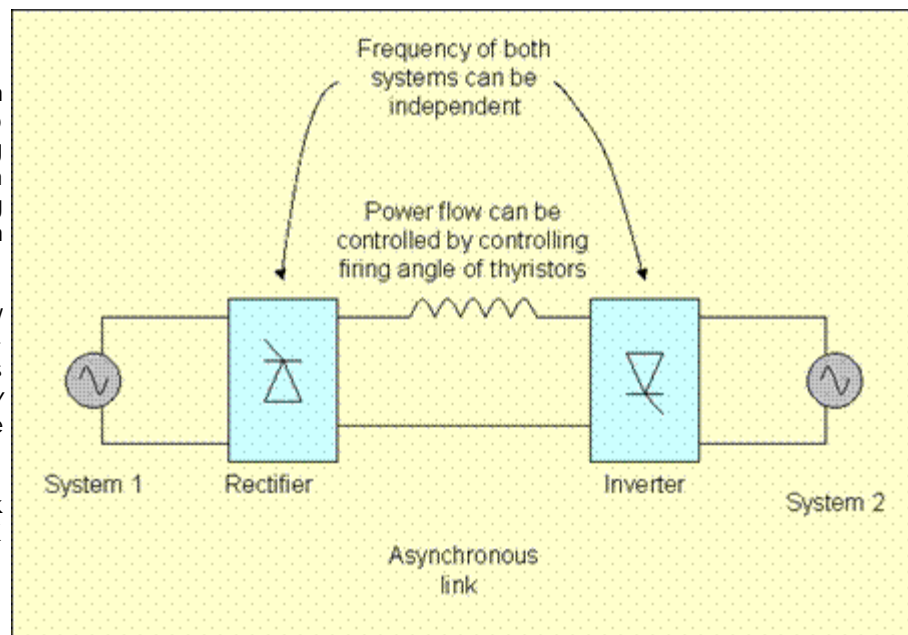 Frequency of both
systems can be
independent
Power flow can be
controlled by controlling
firing angle of thyristors
System 1
Rectifier
Inverter
System 2
Asynchronous
link